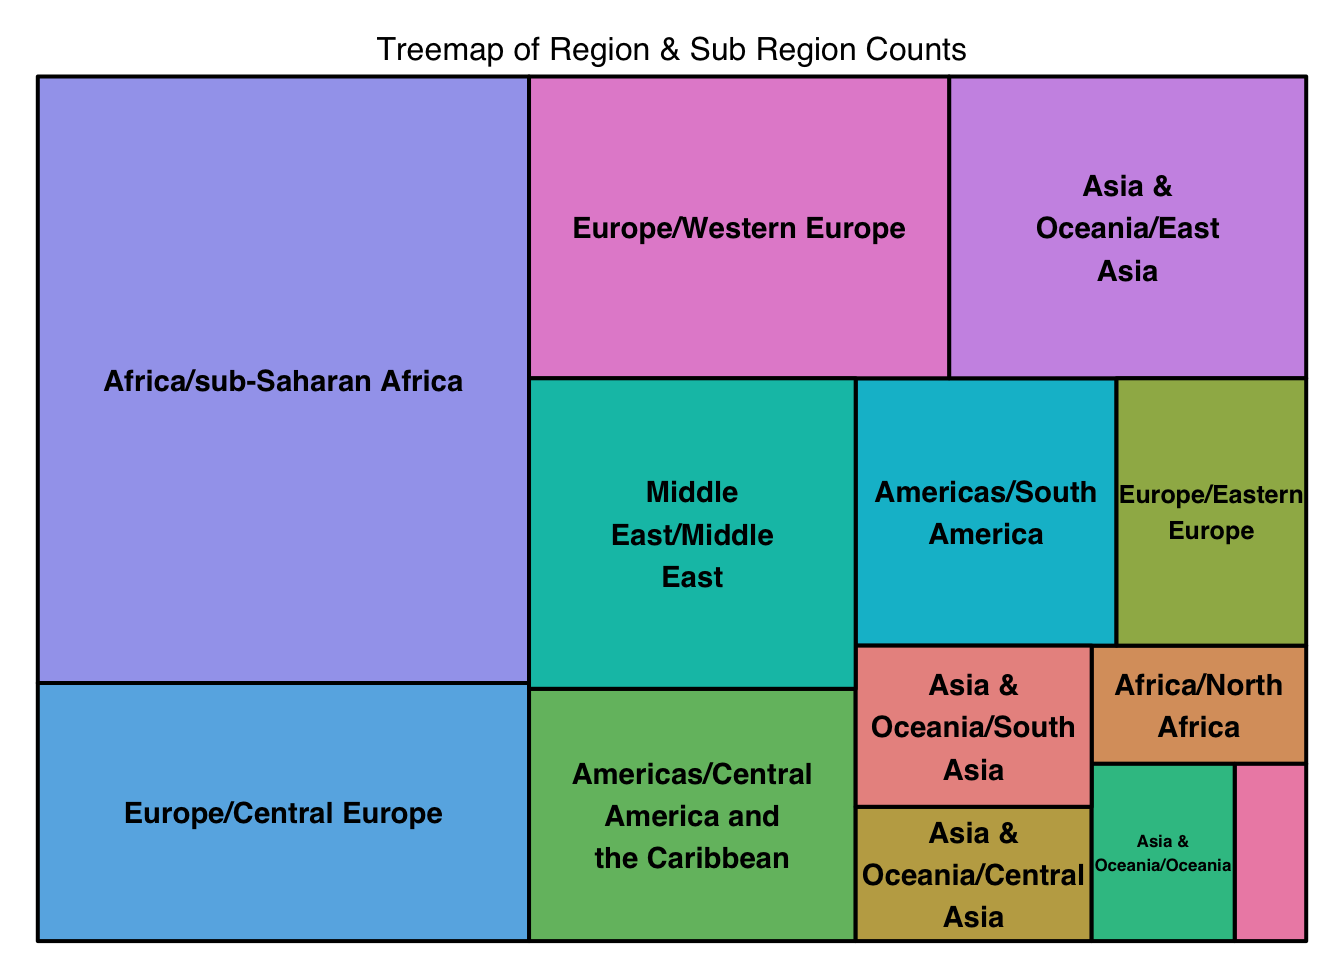 Treemap of Region & Sub Region Counts
Africa/sub-Saharan Africa
Europe/Central Europe
Europe/Western Europe
Asia &
Oceania/East
Asia
Middle
East/Middle
East
Americas/Central
America and
the Caribbean
Americas/South
America
Europe/Eastern
Europe
Asia &
Oceania/South
Asia
Africa/North
Africa
Asia &
Oceania/Central
Asia
Asia &
Oceania/Oceania